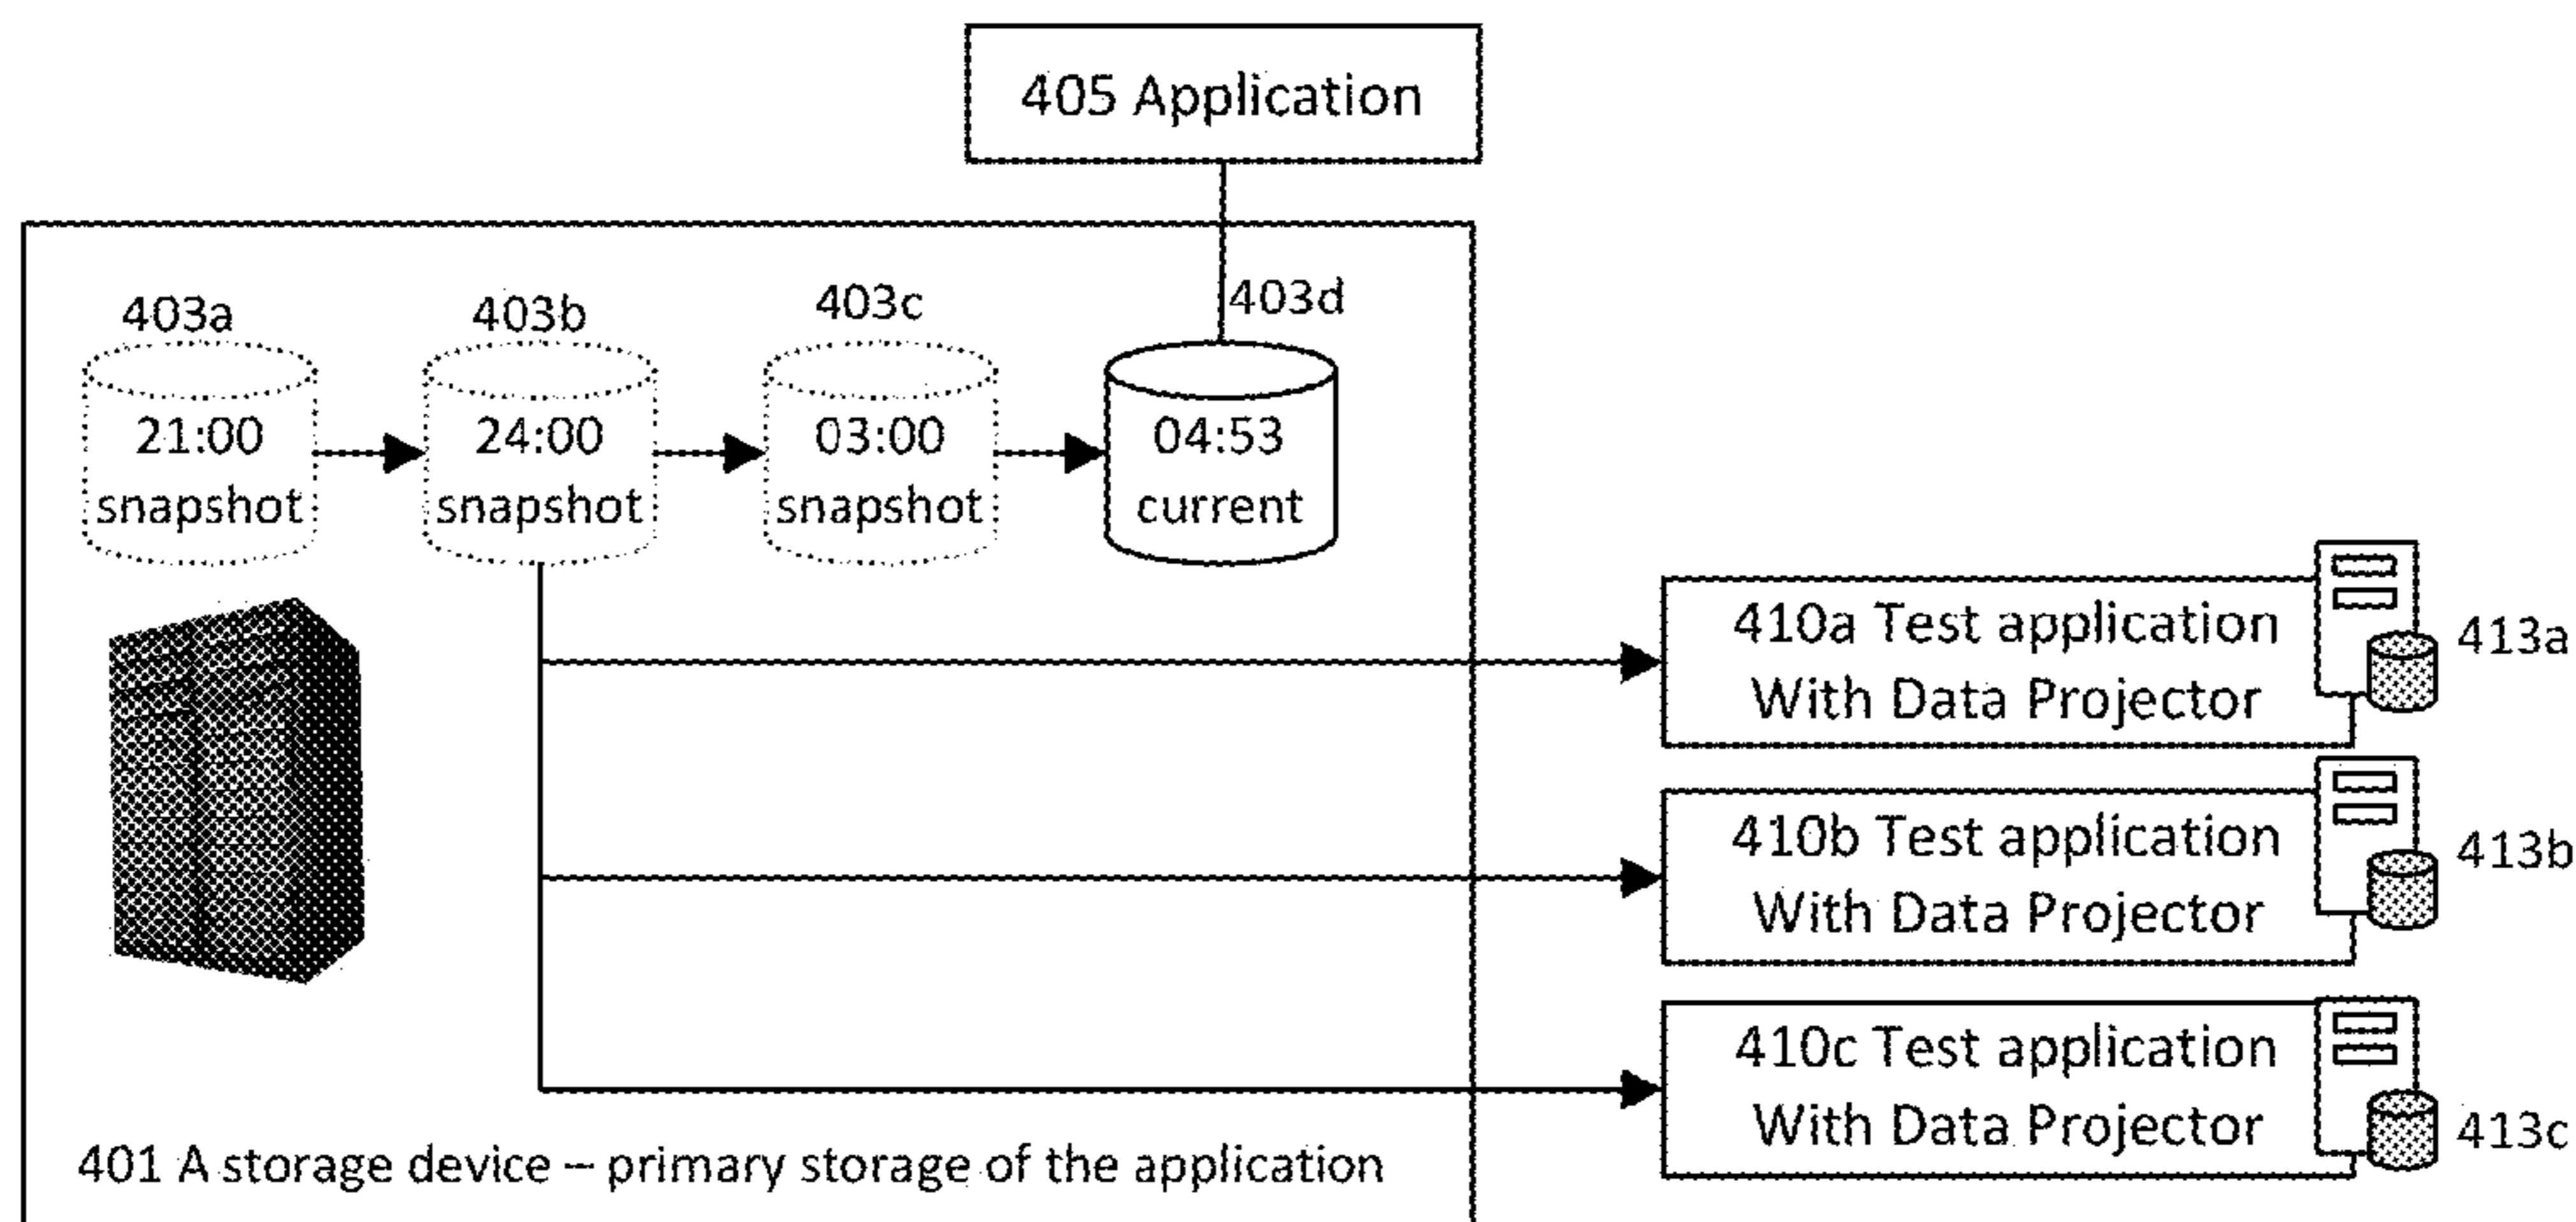 405 Application
403a
403b
403c
403d
21:00
snapshot
24:00
snapshot
03:00
snapshot
04:53
current
410a Test application
With Data Projector
413a
410b Test application
With Data Projector
413b
410c Test application
With Data Projector
413c
401 A storage device – primary storage of the application